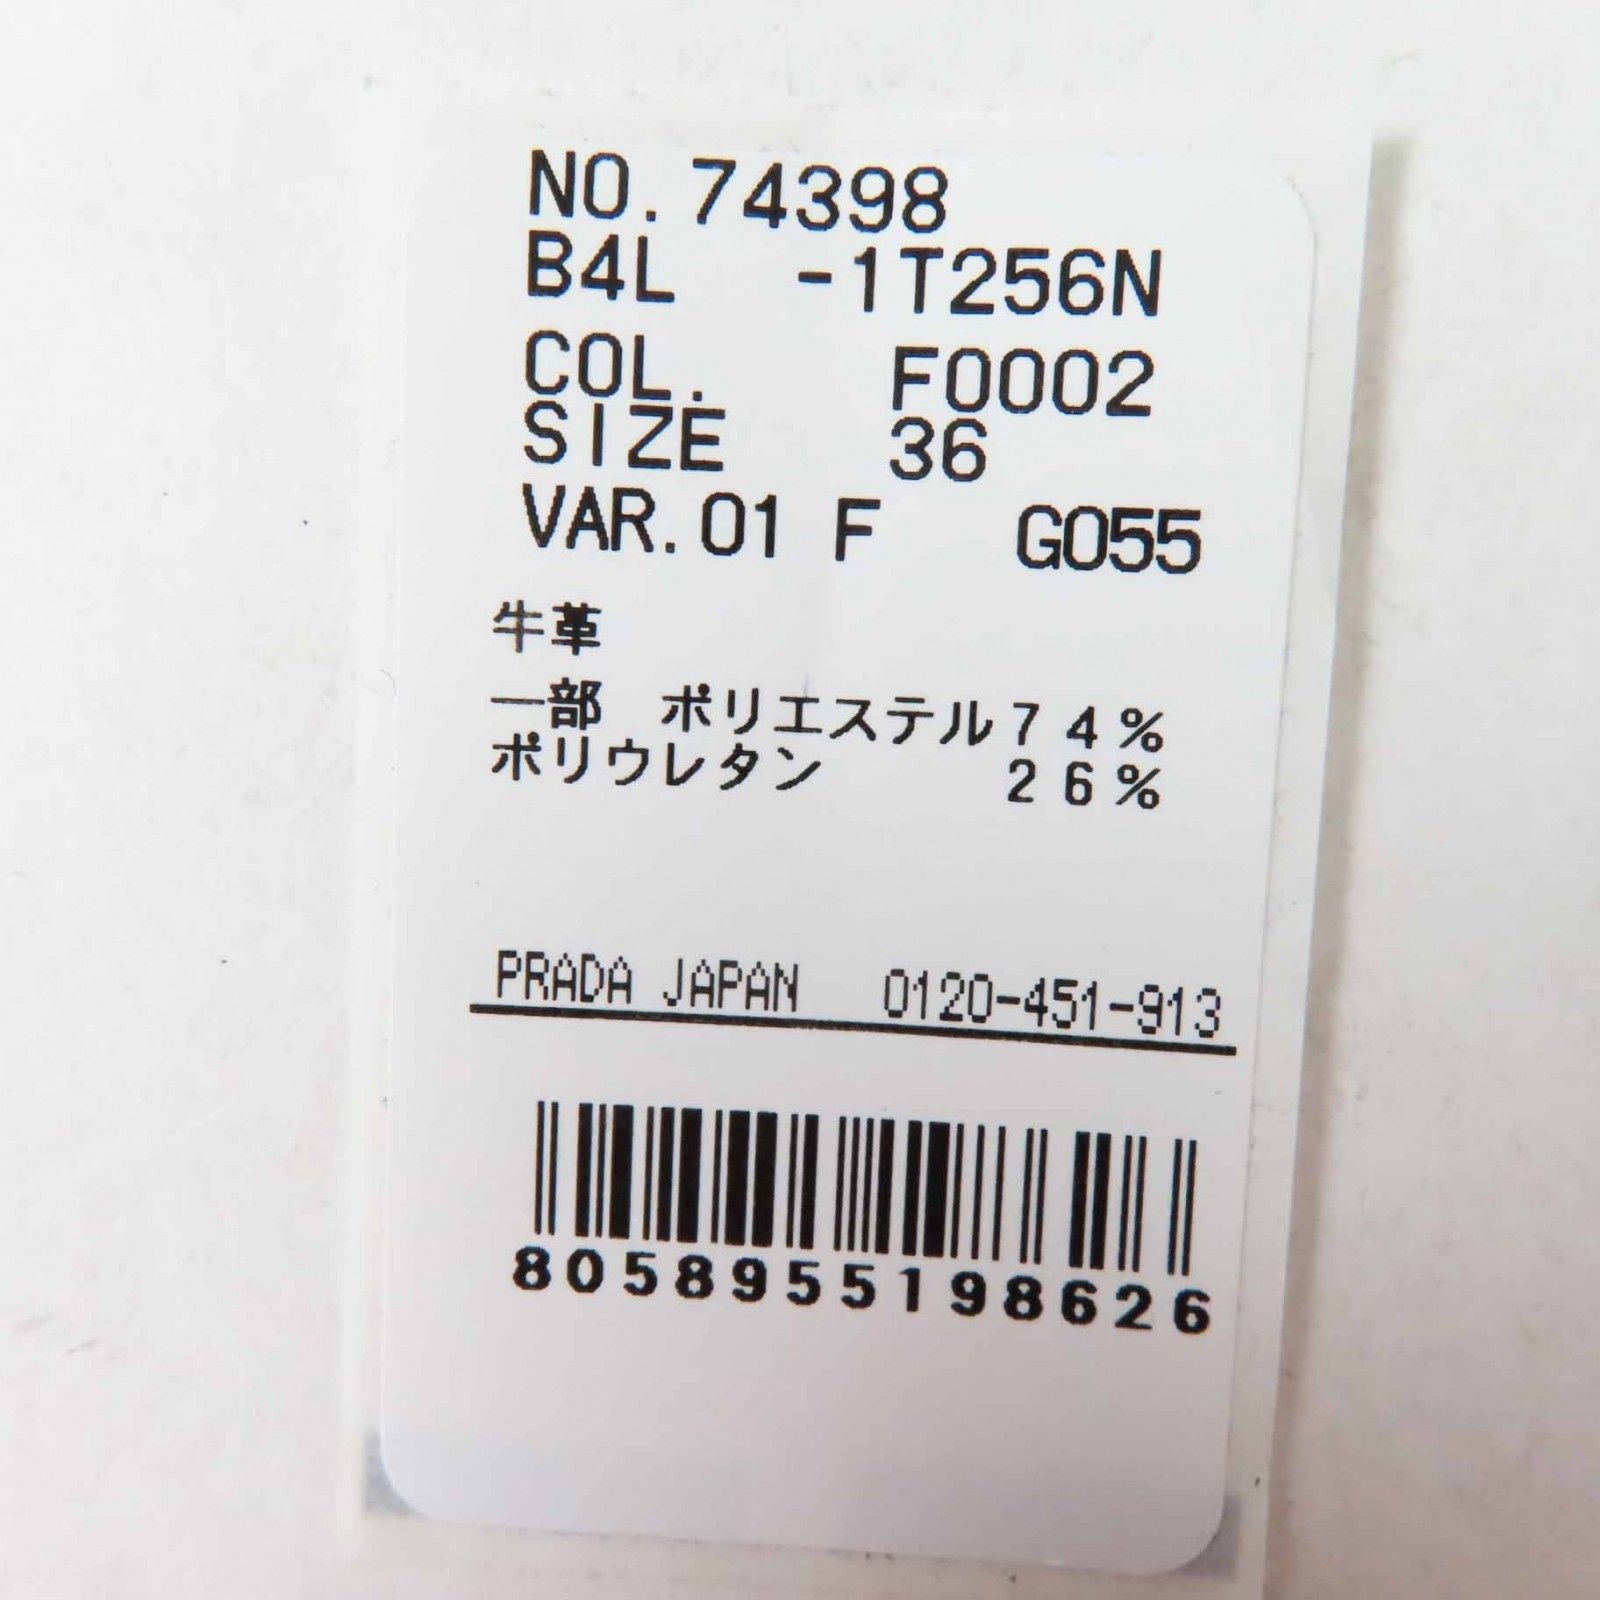 NO.74398
B4L -1T256N
COL. F0002
SIZE 36
VAR.01 F G055
牛革
一部 ポリエステル74%
ポリウレタン 26%
PRADA JAPAN 0120-451-913
8058955198626